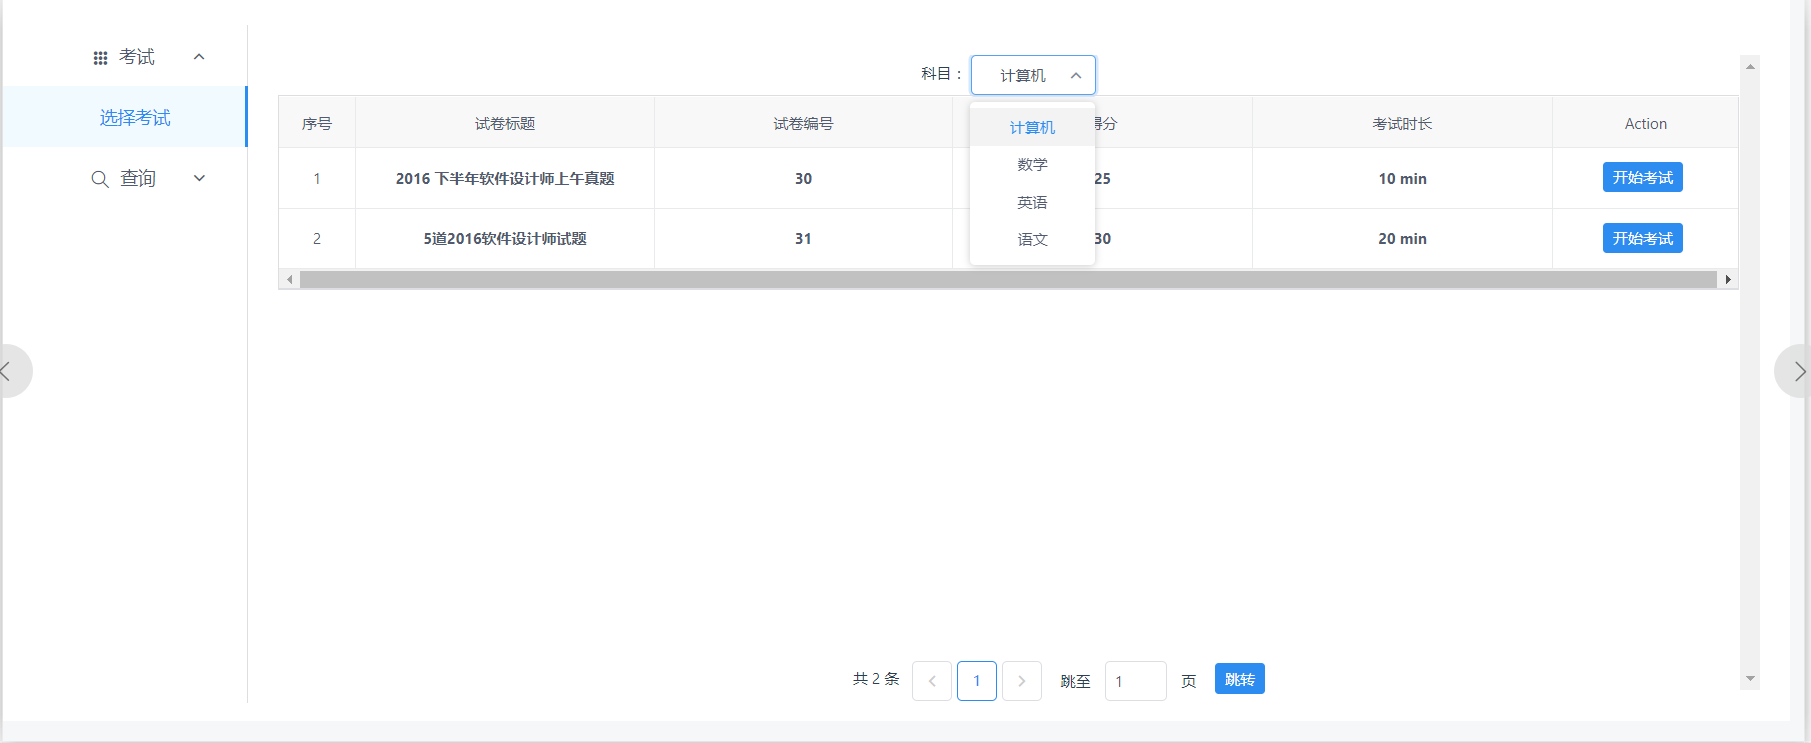 考试
选择考试
查询
科目： 计算机
计算机
数学
英语
语文
序号 试卷标题 试卷编号 得分 考试时长 Action
1 2016 下半年软件设计师上午真题 30 25 10 min 开始考试
2 5道2016软件设计师试题 31 30 20 min 开始考试
共 2 条 1 跳至 1 页 跳转